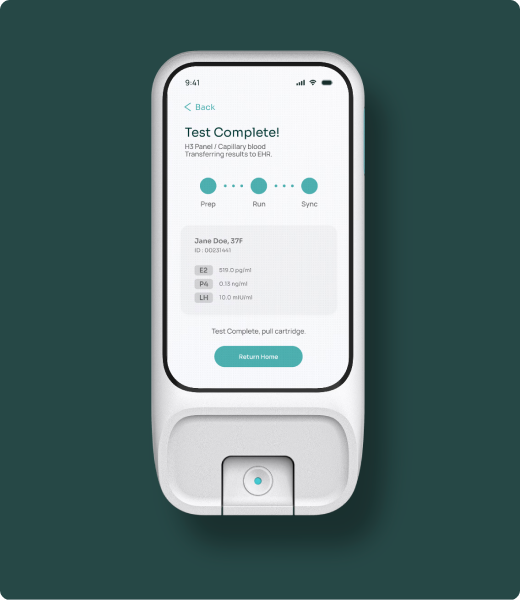 9:41
Back
Test Complete!
H3 Panel / Capillary blood
Transferring results to EHR.
Prep Run Sync
Jane Doe, 37F
ID : 00231441
E2 519.0 pg/ml
P4 0.13 ng/ml
LH 10.0 mIU/ml
Test Complete, pull cartridge.
Return Home